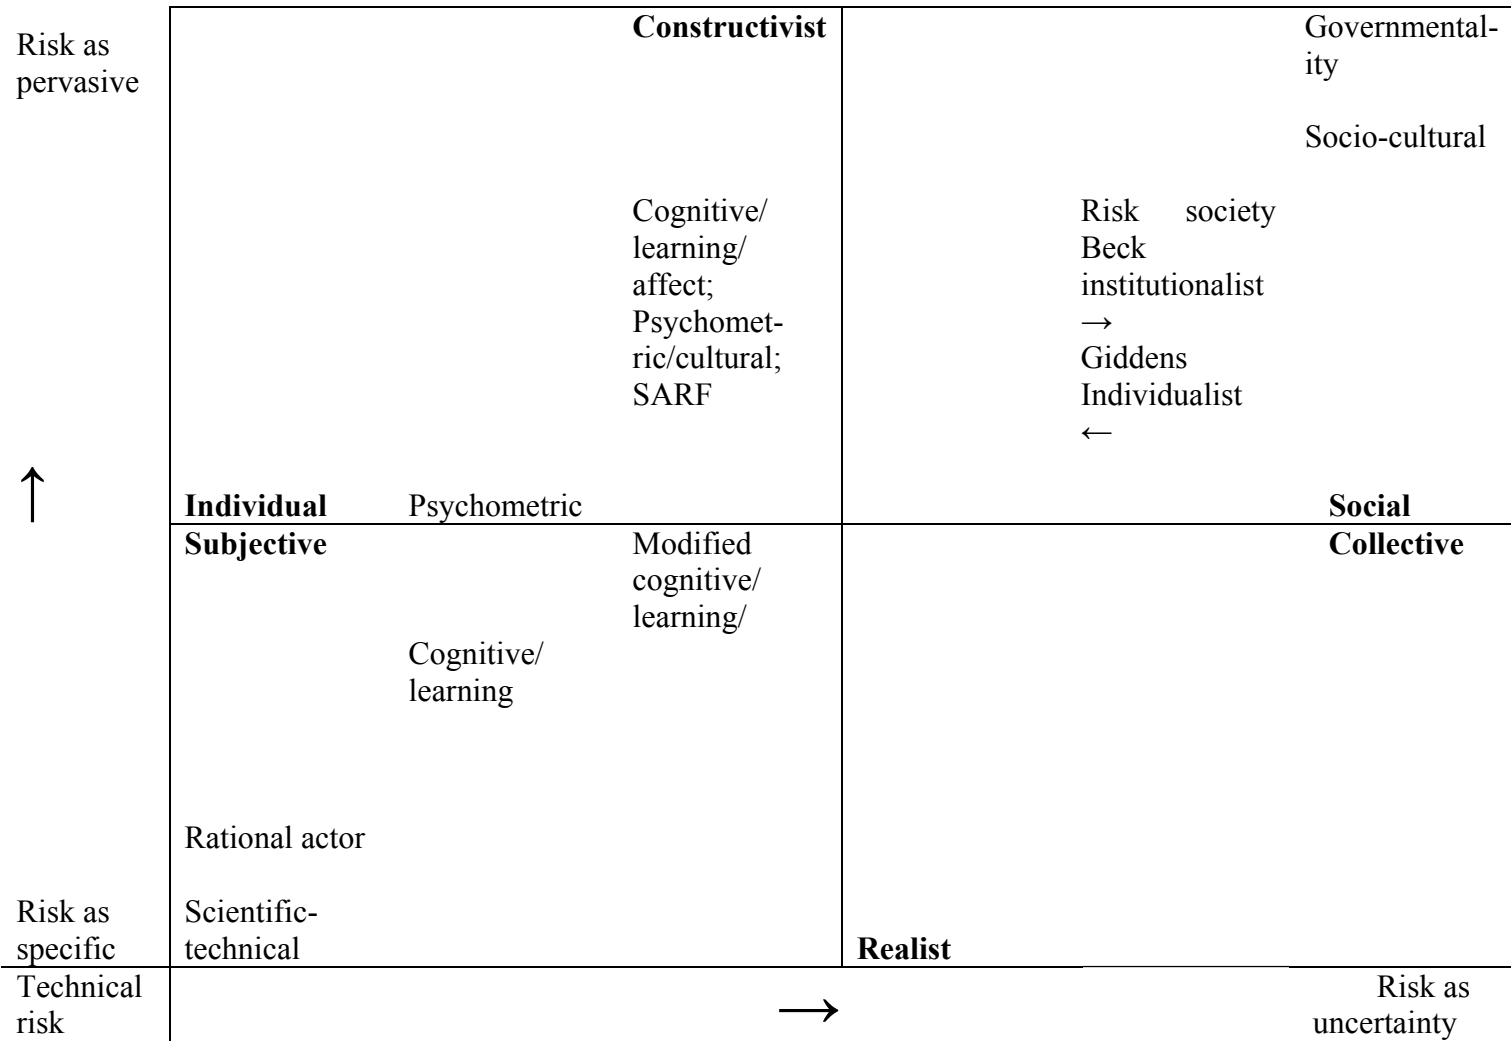 Risk as
pervasive
Constructivist
Governmental-
ity
Socio-cultural
Cognitive/
learning/
affect;
Psychomet-
ric/cultural;
SARF
Risk society
Beck
institutionalist
→
Giddens
Individualist
←
↑
Individual
Psychometric
Social
Subjective
Modified
cognitive/
learning/
Collective
Cognitive/
learning
Rational actor
Risk as
specific
Scientific-
technical
Realist
Technical
risk
→
Risk as
uncertainty